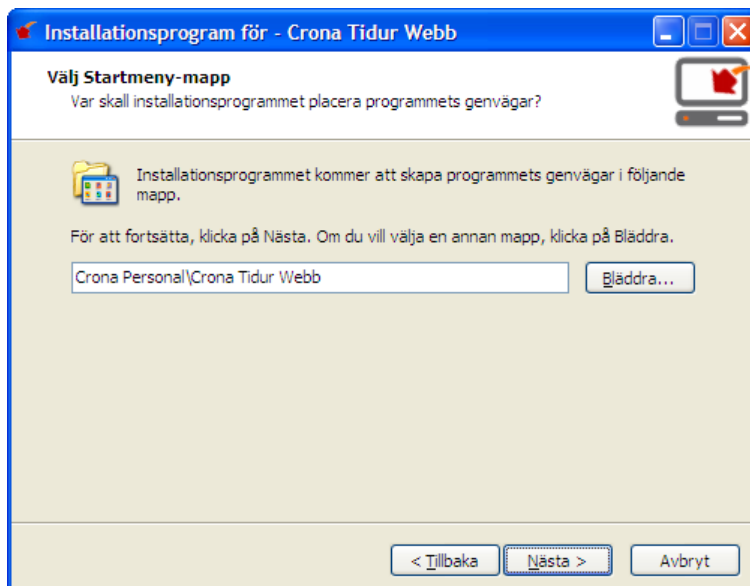 Installationsprogram för - Crona Tidur Webb
Välj Startmeny-mapp
Var skall installationsprogrammet placera programmets genvägar?
Installationsprogrammet kommer att skapa programmets genvägar i följande
mapp.
För att fortsätta, klicka på Nästa. Om du vill välja en annan mapp, klicka på Bläddra.
Crona Personal\Crona Tidur Webb
Bläddra...
< Tillbaka
Nästa >
Avbryt